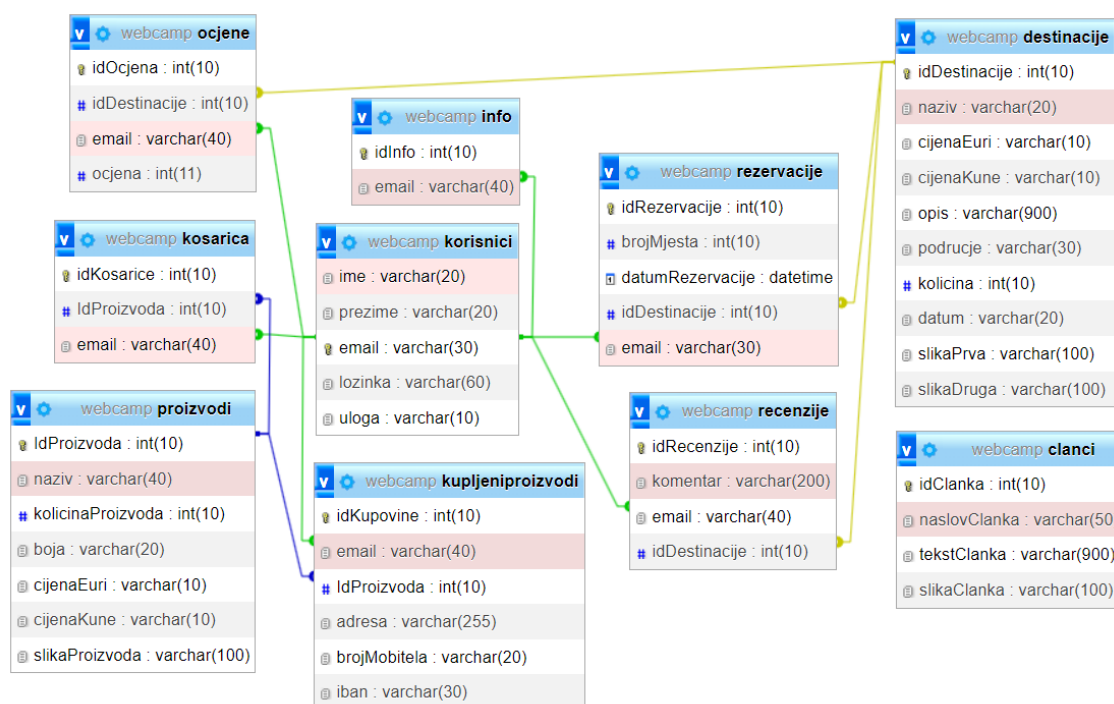 webcamp ocjene
idOcjena : int(10)
idDestinacije : int(10)
email : varchar(40)
ocjena : int(11)
webcamp info
idInfo : int(10)
email : varchar(40)
webcamp kosarica
idKosarice : int(10)
IdProizvoda : int(10)
email : varchar(40)
webcamp korisnici
ime : varchar(20)
prezime : varchar(20)
email : varchar(30)
lozinka : varchar(60)
uloga : varchar(10)
webcamp rezervacije
idRezervacije : int(10)
brojMjesta : int(10)
datumRezervacije : datetime
idDestinacije : int(10)
email : varchar(30)
webcamp destinacije
idDestinacije : int(10)
naziv : varchar(20)
cijenaEuri : varchar(10)
cijenaKune : varchar(10)
opis : varchar(900)
podrucje : varchar(30)
kolicina : int(10)
datum : varchar(20)
slikaPrva : varchar(100)
slikaDruga : varchar(100)
webcamp proizvodi
IdProizvoda : int(10)
naziv : varchar(40)
kolicinaProizvoda : int(10)
boja : varchar(20)
cijenaEuri : varchar(10)
cijenaKune : varchar(10)
slikaProizvoda : varchar(100)
webcamp kupljeniproizvodi
idKupovine : int(10)
email : varchar(40)
IdProizvoda : int(10)
adresa : varchar(255)
brojMobitela : varchar(20)
iban : varchar(30)
webcamp recenzije
idRecenzije : int(10)
komentar : varchar(200)
email : varchar(40)
idDestinacije : int(10)
webcamp clanci
idClanka : int(10)
naslovClanka : varchar(50
tekstClanka : varchar(900)
slikaClanka : varchar(100)